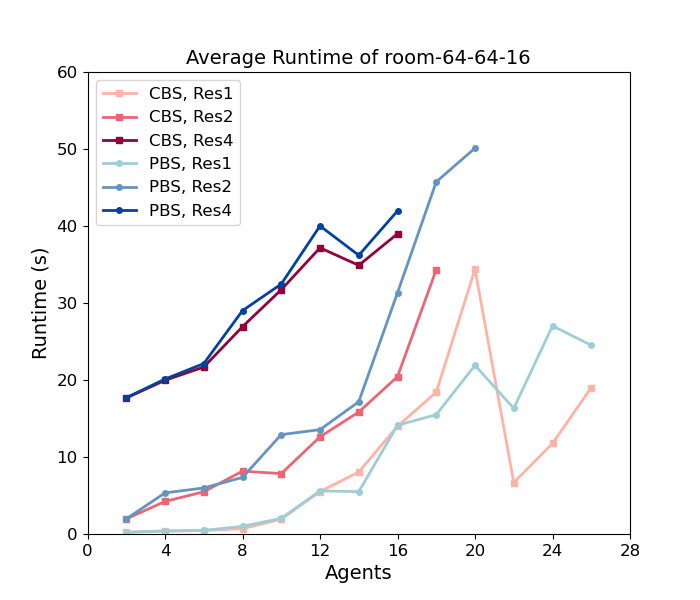 Average Runtime of room-64-64-16
60
50
40
30
20
10
0
Runtime (s)
CBS, Res1
CBS, Res2
CBS, Res4
PBS, Res1
PBS, Res2
PBS, Res4
0 4 8 12 16 20 24 28
Agents